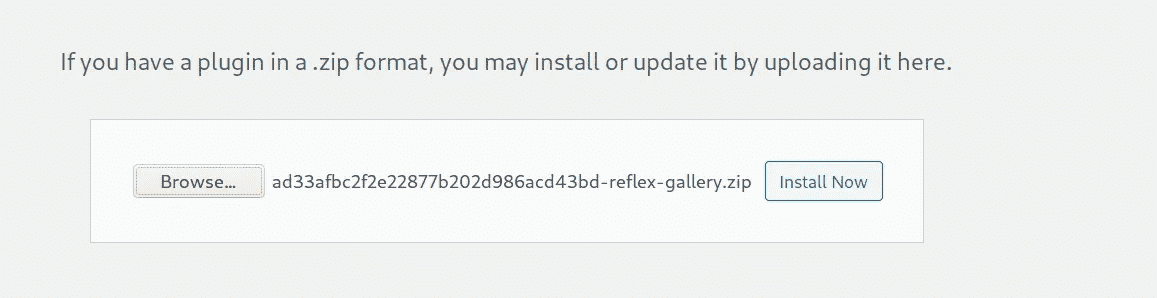 If you have a plugin in a .zip format, you may install or update it by uploading it here.
Browse... ad33afbc2f2e22877b202d986acd43bd-reflex-gallery.zip Install Now